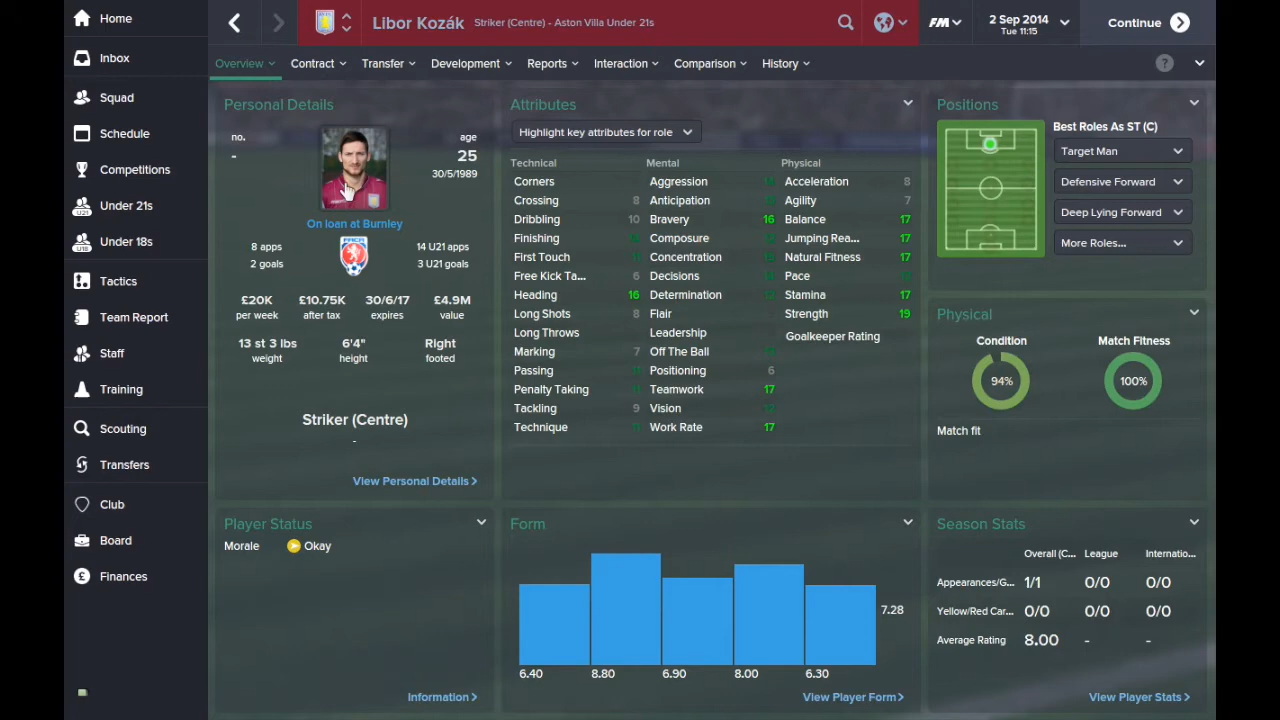 Home
Inbox
Squad
Schedule
Competitions
Under 21s
Under 18s
Tactics
Team Report
Staff
Training
Scouting
Transfers
Club
Board
Finances
Libor Kozák
Striker (Centre) - Aston Villa Under 21s
FM
2 Sep 2014
Tue 11:15
Continue
Overview
Contract
Transfer
Development
Reports
Interaction
Comparison
History
Personal Details
no.
-
age
25
30/5/1989
On loan at Burnley
8 apps
2 goals
14 U21 apps
3 U21 goals
£20K
per week
£10.75K
after tax
30/6/17
expires
£4.9M
value
13 st 3 lbs
weight
6'4"
height
Right
footed
Striker (Centre)
-
View Personal Details
Attributes
Highlight key attributes for role
Technical
Corners
Crossing 8
Dribbling 10
Finishing
First Touch
Free Kick Ta... 6
Heading 16
Long Shots 8
Long Throws
Marking 7
Passing
Penalty Taking
Tackling 9
Technique
Mental
Aggression
Anticipation
Bravery 16
Composure
Concentration
Decisions
Determination
Flair
Leadership
Off The Ball
Positioning 6
Teamwork 17
Vision
Work Rate 17
Physical
Acceleration 8
Agility 7
Balance 17
Jumping Rea... 17
Natural Fitness 17
Pace
Stamina 17
Strength 19
Goalkeeper Rating
Positions
Best Roles As ST (C)
Target Man
Defensive Forward
Deep Lying Forward
More Roles...
Physical
Condition
94%
Match Fitness
100%
Match fit
Player Status
Morale Okay
Information
Form
7.28
6.40 8.80 6.90 8.00 6.30
View Player Form
Season Stats
Overall (C... League Internatio...
Appearances/G... 1/1 0/0 0/0
Yellow/Red Car... 0/0 0/0 0/0
Average Rating 8.00 - -
View Player Stats